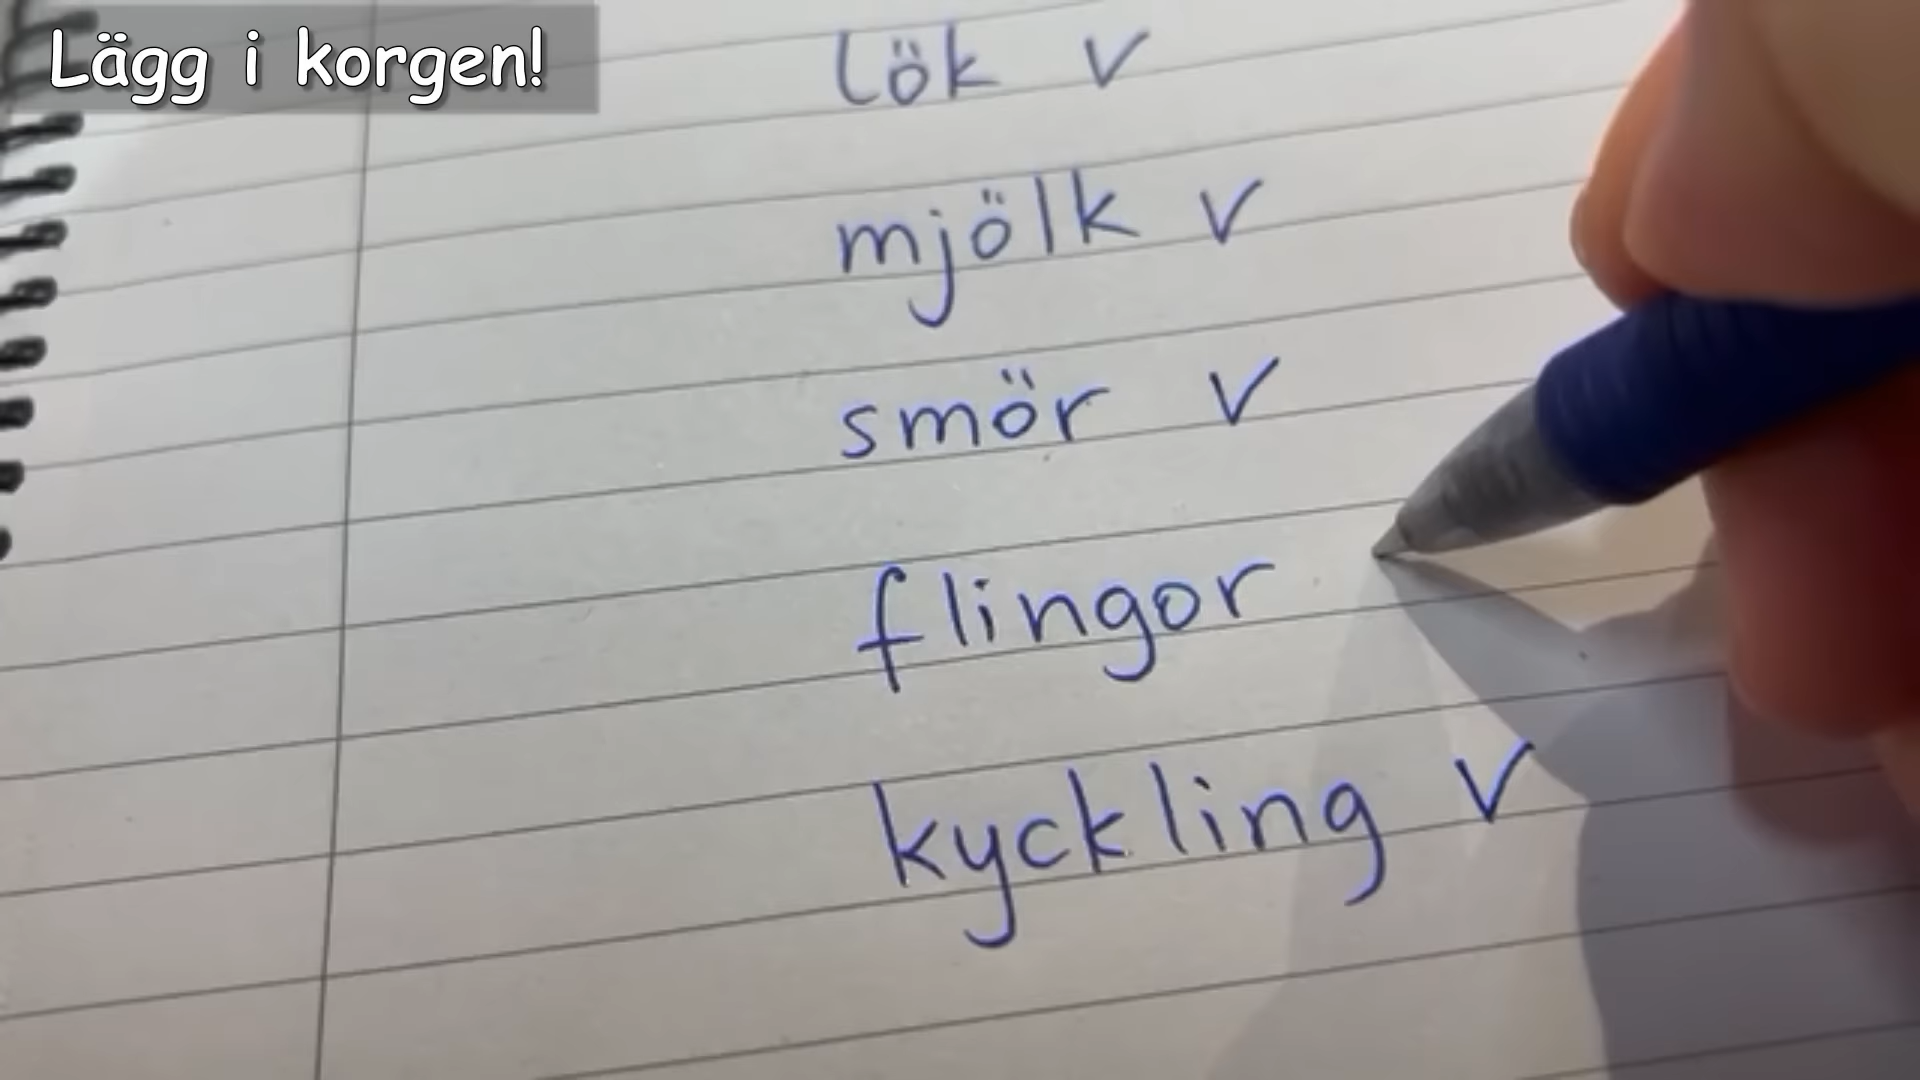 Lägg i korgen!
lök v
mjölk v
smör v
flingor
kyckling v